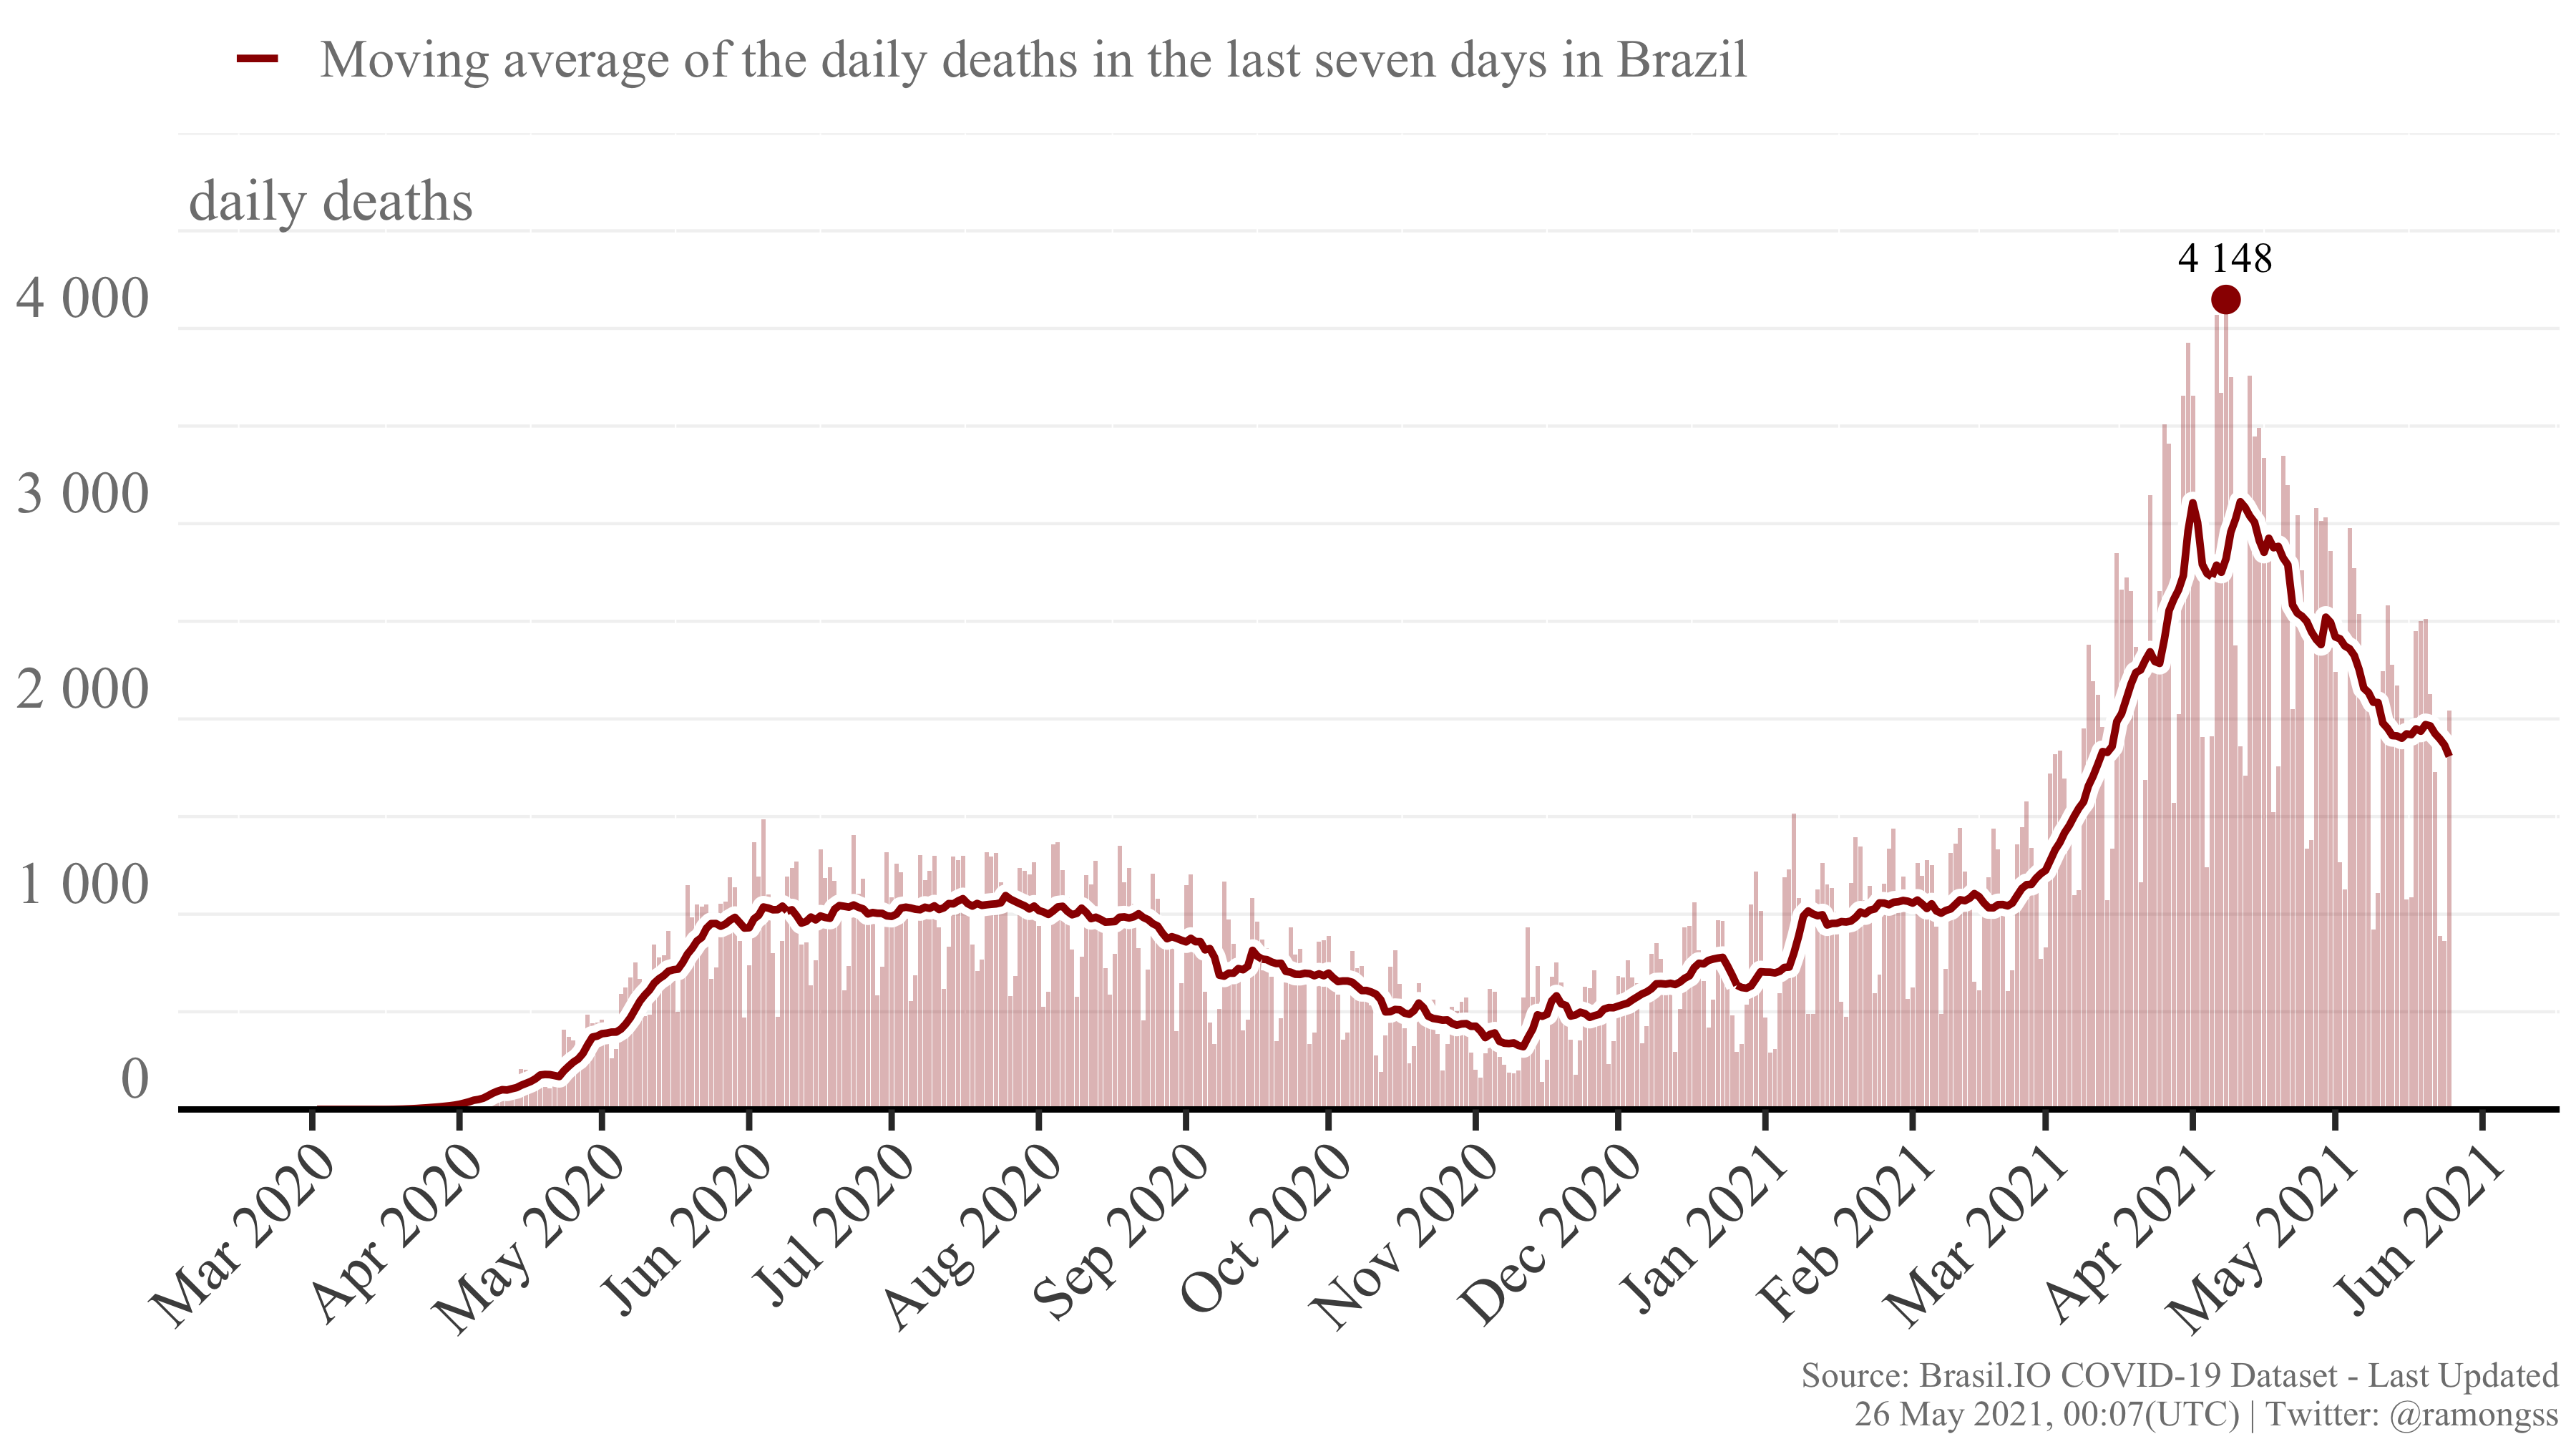 Moving average of the daily deaths in the last seven days in Brazil
daily deaths
4 148
4 000
3 000
2 000
1 000
0
Mar 2020
Apr 2020
May 2020
Jun 2020
Jul 2020
Aug 2020
Sep 2020
Oct 2020
Nov 2020
Dec 2020
Jan 2021
Feb 2021
Mar 2021
Apr 2021
May 2021
Jun 2021
Source: Brasil.IO COVID-19 Dataset - Last Updated
26 May 2021, 00:07(UTC) | Twitter: @ramongss